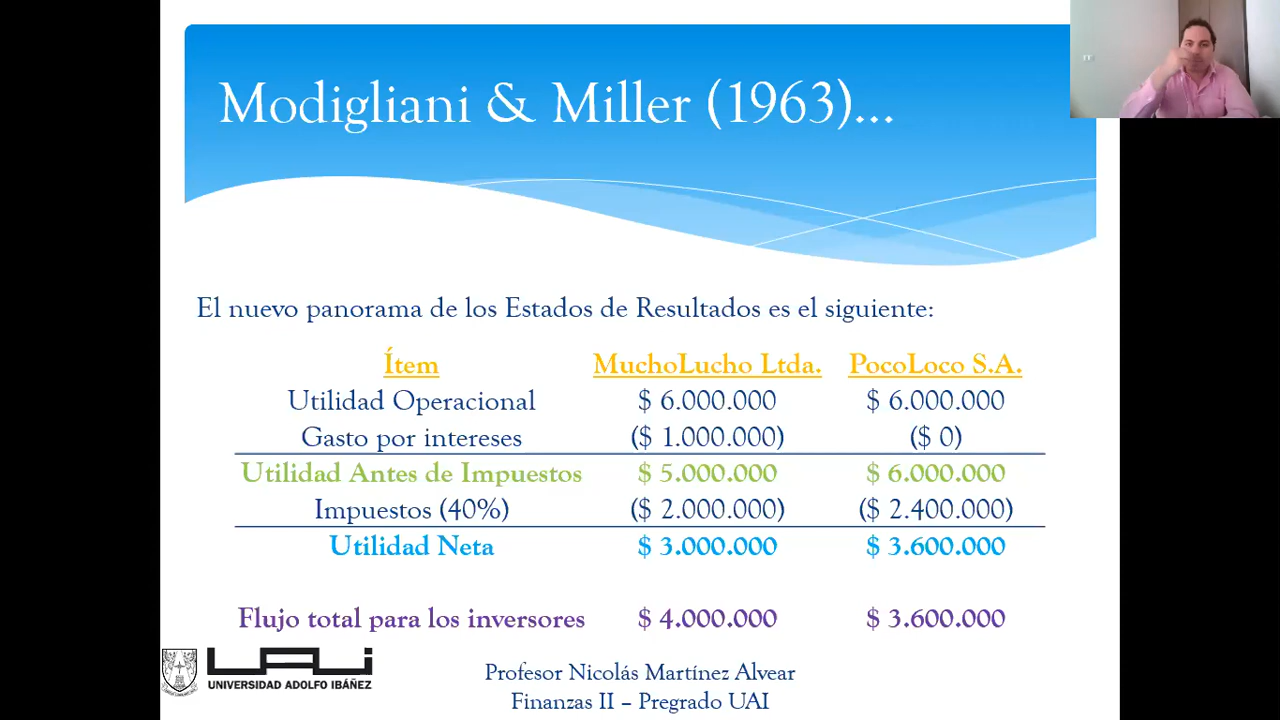 Modigliani & Miller (1963)...
El nuevo panorama de los Estados de Resultados es el siguiente:
Ítem MuchoLucho Ltda. PocoLoco S.A.
Utilidad Operacional $ 6.000.000 $ 6.000.000
Gasto por intereses ($ 1.000.000) ($ 0)
Utilidad Antes de Impuestos $ 5.000.000 $ 6.000.000
Impuestos (40%) ($ 2.000.000) ($ 2.400.000)
Utilidad Neta $ 3.000.000 $ 3.600.000
Flujo total para los inversores $ 4.000.000 $ 3.600.000
UAI
UNIVERSIDAD ADOLFO IBÁÑEZ
Profesor Nicolás Martínez Alvear
Finanzas II – Pregrado UAI